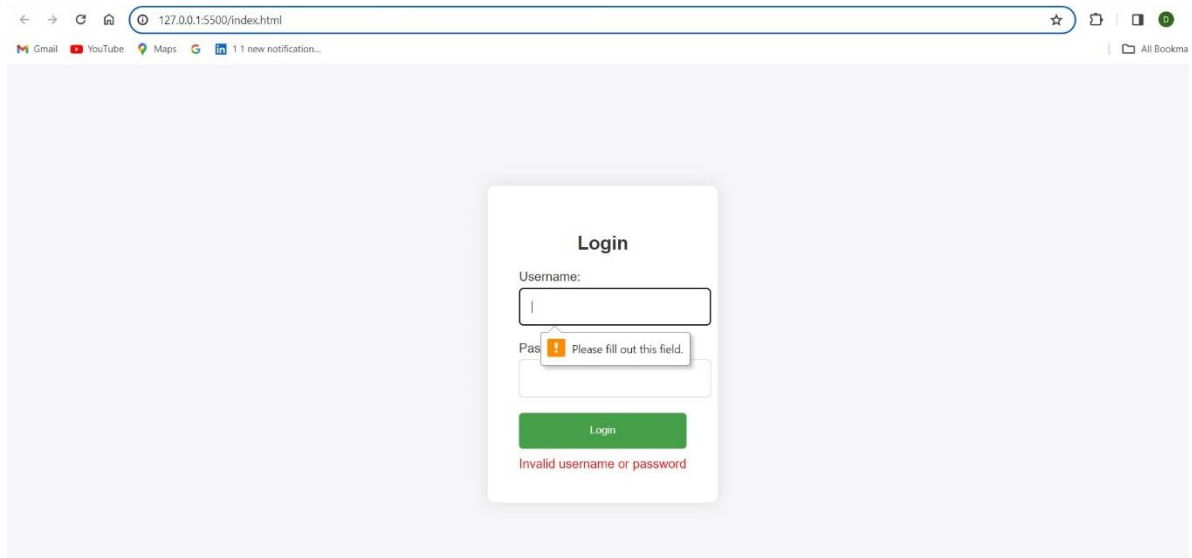 127.0.0.1:5500/index.html
D
Gmail YouTube Maps G in 1 1 new notification... All Bookma
Login
Username:
Pas
! Please fill out this field.
Login
Invalid username or password